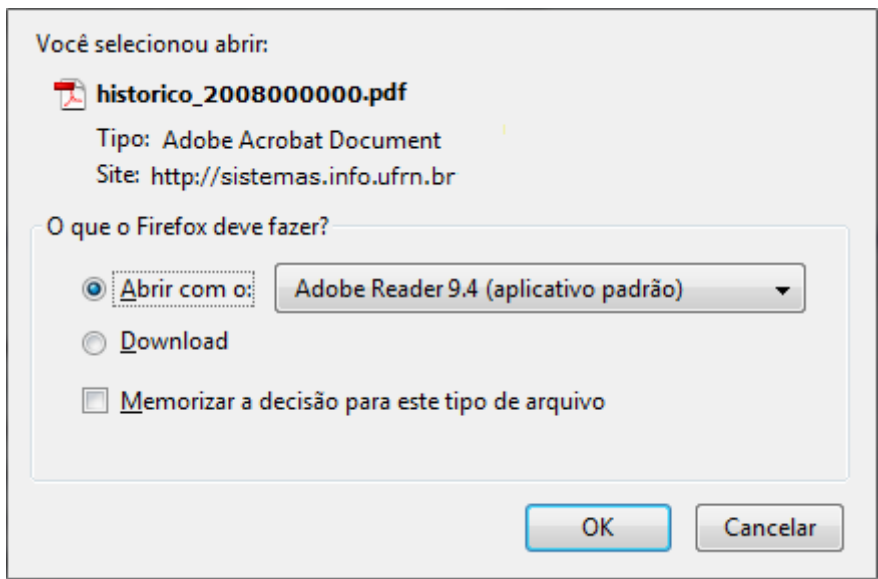 Você selecionou abrir:
historico_2008000000.pdf
Tipo: Adobe Acrobat Document
Site: http://sistemas.info.ufrn.br
O que o Firefox deve fazer?
Abrir com o: Adobe Reader 9.4 (aplicativo padrão)
Download
Memorizar a decisão para este tipo de arquivo
OK Cancelar